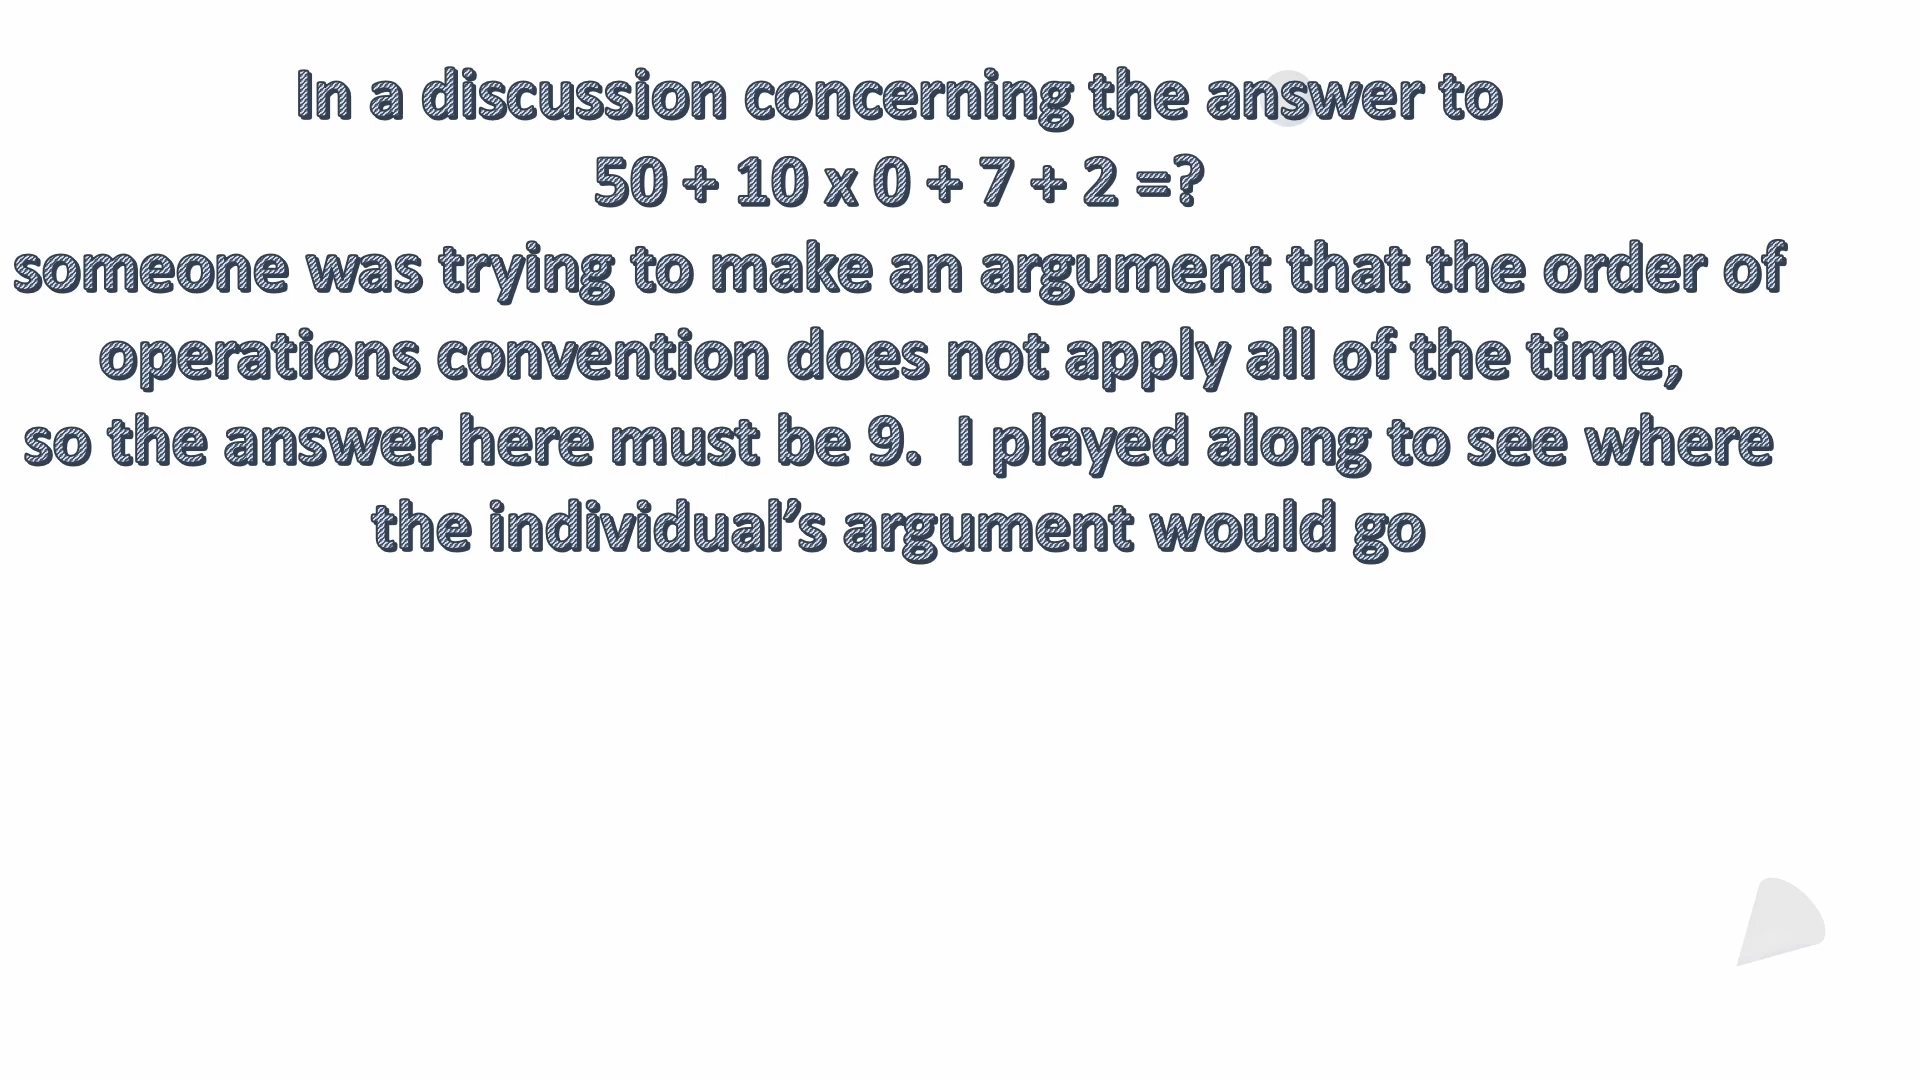 In a discussion concerning the answer to
50 + 10 x 0 + 7 + 2 =?
someone was trying to make an argument that the order of
operations convention does not apply all of the time,
so the answer here must be 9.  I played along to see where
the individual’s argument would go